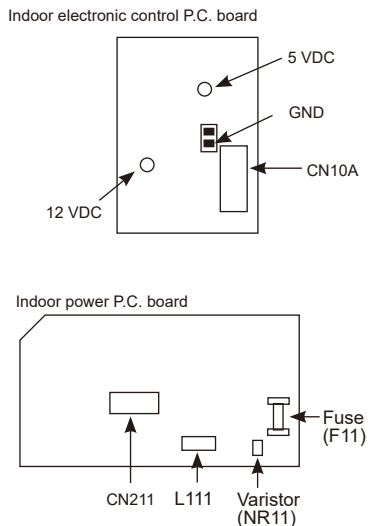 Indoor electronic control P.C. board
5 VDC
GND
CN10A
12 VDC
Indoor power P.C. board
Fuse
(F11)
CN211
L111
Varistor
(NR11)